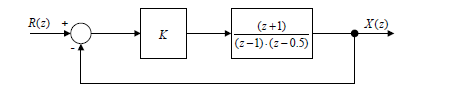 R(z) + (z+1) X(z)
K
(z−1)·(z−0.5)
-